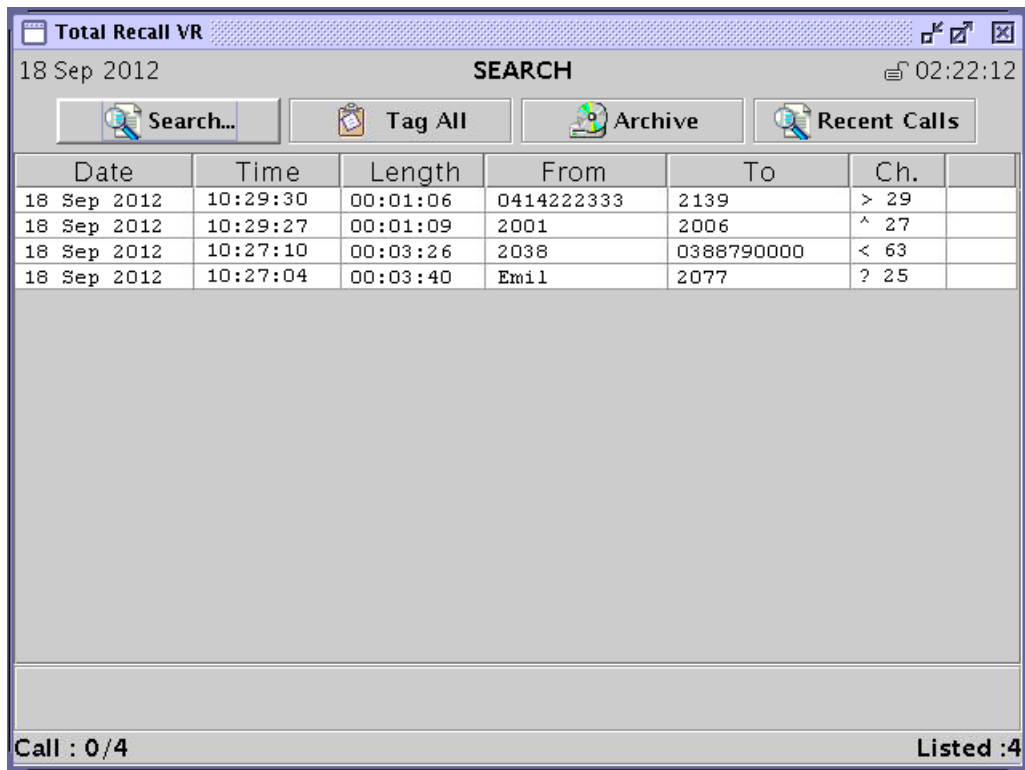 Total Recall VR
18 Sep 2012 SEARCH 02:22:12
Search... Tag All Archive Recent Calls
Date Time Length From To Ch.
18 Sep 2012 10:29:30 00:01:06 0414222333 2139 > 29
18 Sep 2012 10:29:27 00:01:09 2001 2006 ^ 27
18 Sep 2012 10:27:10 00:03:26 2038 0388790000 < 63
18 Sep 2012 10:27:04 00:03:40 Emil 2077 ? 25
Call : 0/4 Listed :4